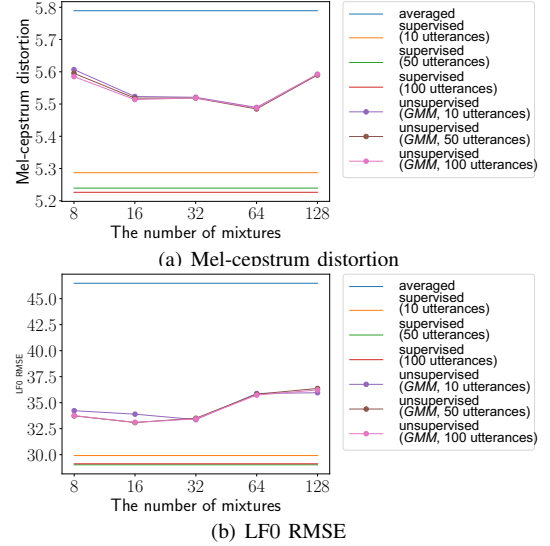 5.8
5.7
5.6
5.5
5.4
5.3
5.2
Mel-cepstrum distortion
8 16 32 64 128
The number of mixtures
averaged
supervised
(10 utterances)
supervised
(50 utterances)
supervised
(100 utterances)
unsupervised
(GMM, 10 utterances)
unsupervised
(GMM, 50 utterances)
unsupervised
(GMM, 100 utterances)
(a) Mel-cepstrum distortion
45.0
42.5
40.0
37.5
35.0
32.5
30.0
LF0 RMSE
8 16 32 64 128
The number of mixtures
averaged
supervised
(10 utterances)
supervised
(50 utterances)
supervised
(100 utterances)
unsupervised
(GMM, 10 utterances)
unsupervised
(GMM, 50 utterances)
unsupervised
(GMM, 100 utterances)
(b) LF0 RMSE